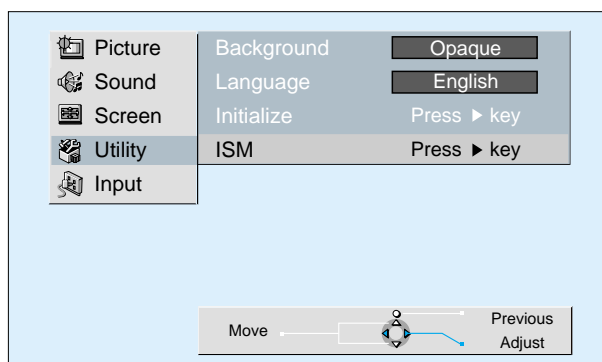 Picture
Sound
Screen
Utility
Input
Background Opaque
Language English
Initialize Press ▶ key
ISM Press ▶ key
Move
Previous
Adjust